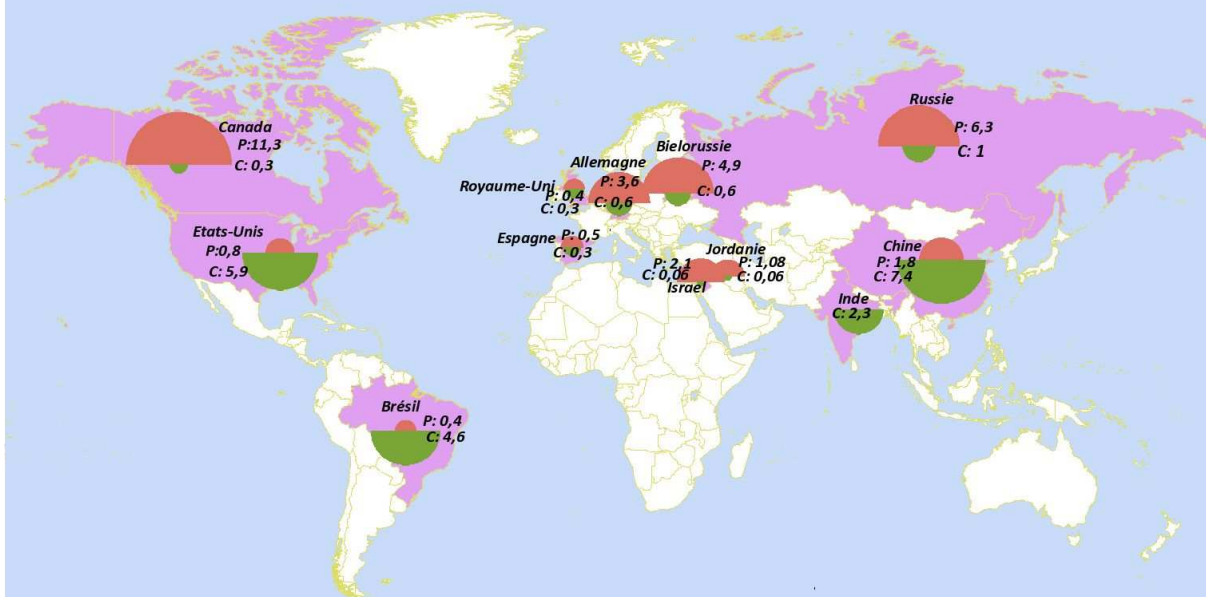 Canada
P:11,3
C: 0,3
Etats-Unis
P:0,8
C: 5,9
Brésil
P: 0,4
C: 4,6
Royaume-Uni
P: 0,4
C: 0,3
Espagne
P: 0,5
C: 0,3
Allemagne
P: 3,6
C: 0,6
Bielorussie
P: 4,9
C: 0,6
Russie
P: 6,3
C: 1
Jordanie
P: 1,08
C: 0,06
P: 2,1
C: 0,06
Israel
Chine
P: 1,8
C: 7,4
Inde
C: 2,3